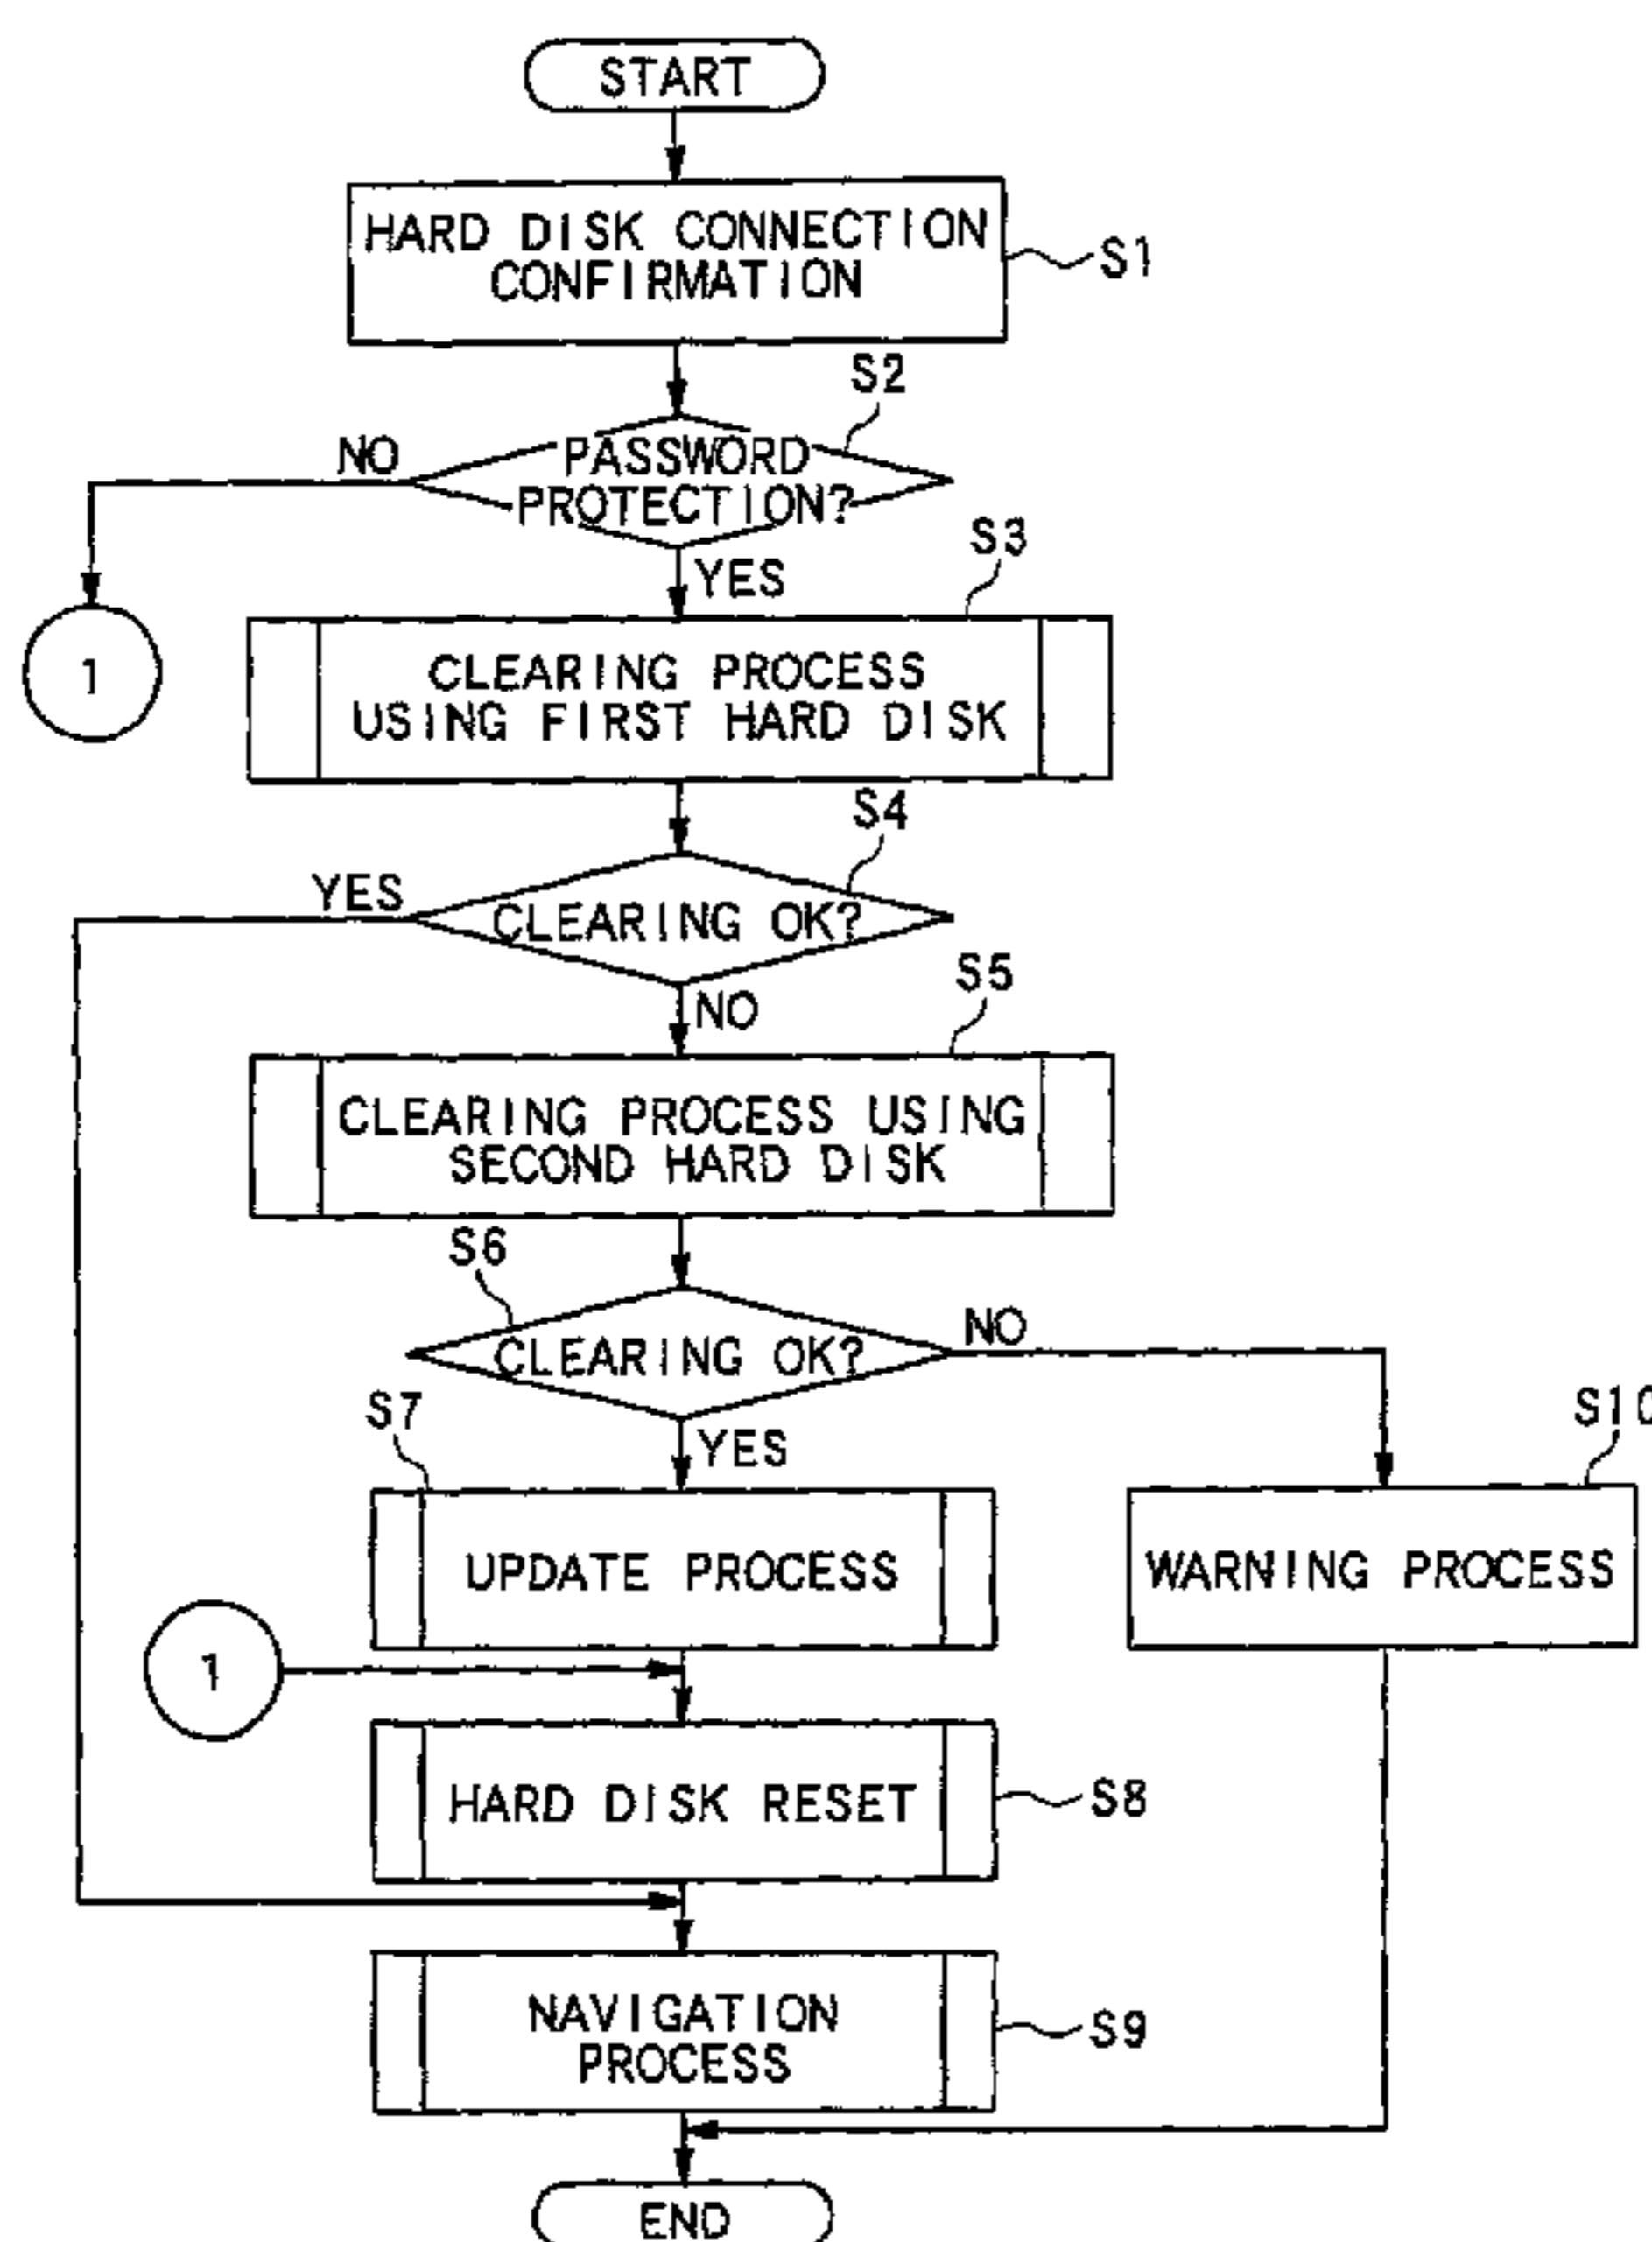 START
HARD DISK CONNECTION
CONFIRMATION
S1
S2
NO
PASSWORD
PROTECTION?
YES
S3
1
CLEARING PROCESS
USING FIRST HARD DISK
S4
YES
CLEARING OK?
NO
S5
CLEARING PROCESS USING
SECOND HARD DISK
S6
NO
CLEARING OK?
S7
YES
S10
UPDATE PROCESS
WARNING PROCESS
1
HARD DISK RESET
S8
NAVIGATION
PROCESS
S9
END